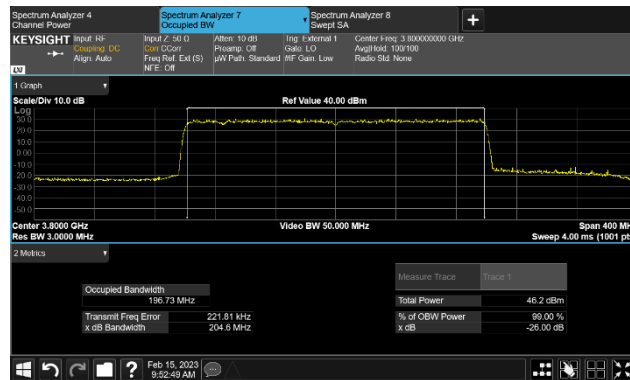 Spectrum Analyzer 4
Channel Power
Spectrum Analyzer 7
Occupied BW
Spectrum Analyzer 8
Swept SA
KEYSIGHT
Input: RF
Coupling: DC
Align: Auto
Input Z: 50 Ω
Corr CCorr
Freq Ref: Ext (S)
NFE: Off
Atten: 10 dB
Preamp: Off
µW Path: Standard
Trig: External 1
Gate: LO
#IF Gain: Low
Center Freq: 3.800000000 GHz
Avg|Hold: 100/100
Radio Std: None
LXI
1 Graph
Scale/Div 10.0 dB
Ref Value 40.00 dBm
Log
30.0
20.0
10.0
0.00
-10.0
-20.0
-30.0
-40.0
-50.0
Center 3.8000 GHz
Video BW 50.000 MHz
Span 400 MH
Res BW 3.0000 MHz
Sweep 4.00 ms (1001 pt
2 Metrics
Measure Trace
Trace 1
Occupied Bandwidth
196.73 MHz
Total Power
46.2 dBm
Transmit Freq Error
221.81 kHz
% of OBW Power
99.00 %
x dB Bandwidth
204.6 MHz
x dB
-26.00 dB
?
Feb 15, 2023
9:52:49 AM